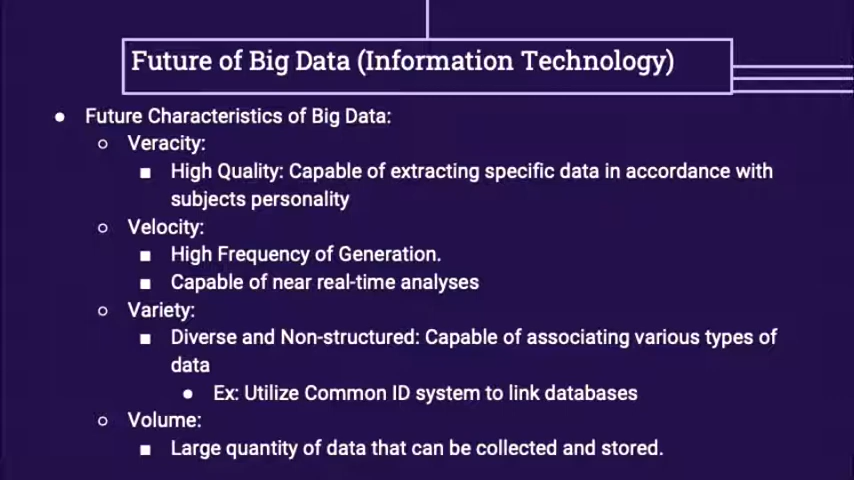 Future of Big Data (Information Technology)
● Future Characteristics of Big Data:
○ Veracity:
■ High Quality: Capable of extracting specific data in accordance with
subjects personality
○ Velocity:
■ High Frequency of Generation.
■ Capable of near real-time analyses
○ Variety:
■ Diverse and Non-structured: Capable of associating various types of
data
● Ex: Utilize Common ID system to link databases
○ Volume:
■ Large quantity of data that can be collected and stored.